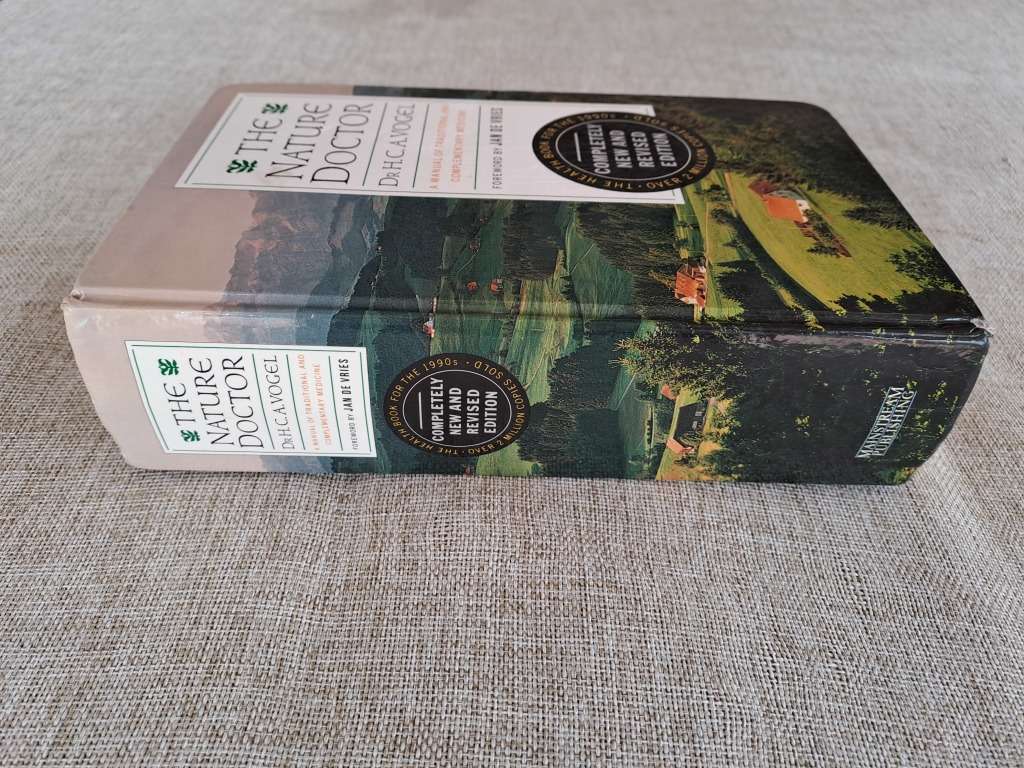 THE
NATURE
DOCTOR
DR H.C.A.VOGEL
A MANUAL OF TRADITIONAL AND
COMPLEMENTARY MEDICINE
FOREWORD BY JAN DE VRIES
THE HEALTH BOOK FOR THE 1990s · OVER 2 MILLION COPIES SOLD ·
COMPLETELY
NEW AND
REVISED
EDITION
THE
NATURE
DOCTOR
DR H.C.A.VOGEL
A MANUAL OF TRADITIONAL AND
COMPLEMENTARY MEDICINE
FOREWORD BY JAN DE VRIES
THE HEALTH BOOK FOR THE 1990s · OVER 2 MILLION COPIES SOLD ·
COMPLETELY
NEW AND
REVISED
EDITION
MAINSTREAM
PUBLISHING